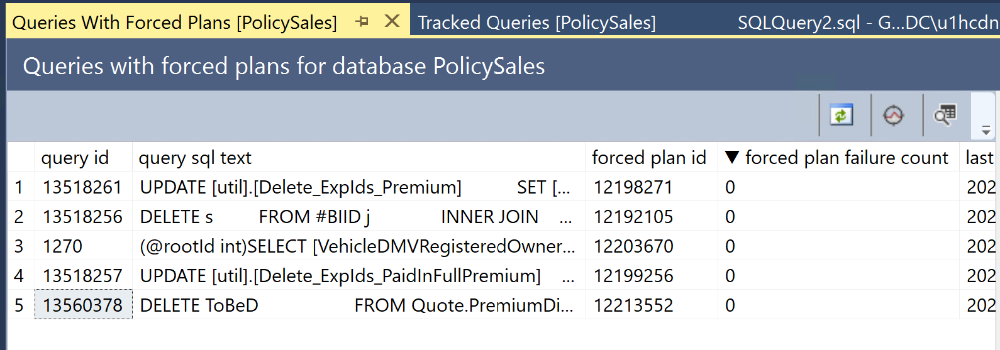 Queries With Forced Plans [PolicySales] Tracked Queries [PolicySales] SQLQuery2.sql - G...DC\u1hcdn
Queries with forced plans for database PolicySales
query id query sql text forced plan id ▼ forced plan failure count last
1 13518261 UPDATE [util].[Delete_ExpIds_Premium] SET [... 12198271 0 202
2 13518256 DELETE s FROM #BIID j INNER JOIN ... 12192105 0 202
3 1270 (@rootId int)SELECT [VehicleDMVRegisteredOwner... 12203670 0 202
4 13518257 UPDATE [util].[Delete_ExpIds_PaidInFullPremium] ... 12199256 0 202
5 13560378 DELETE ToBeD FROM Quote.PremiumDi... 12213552 0 202